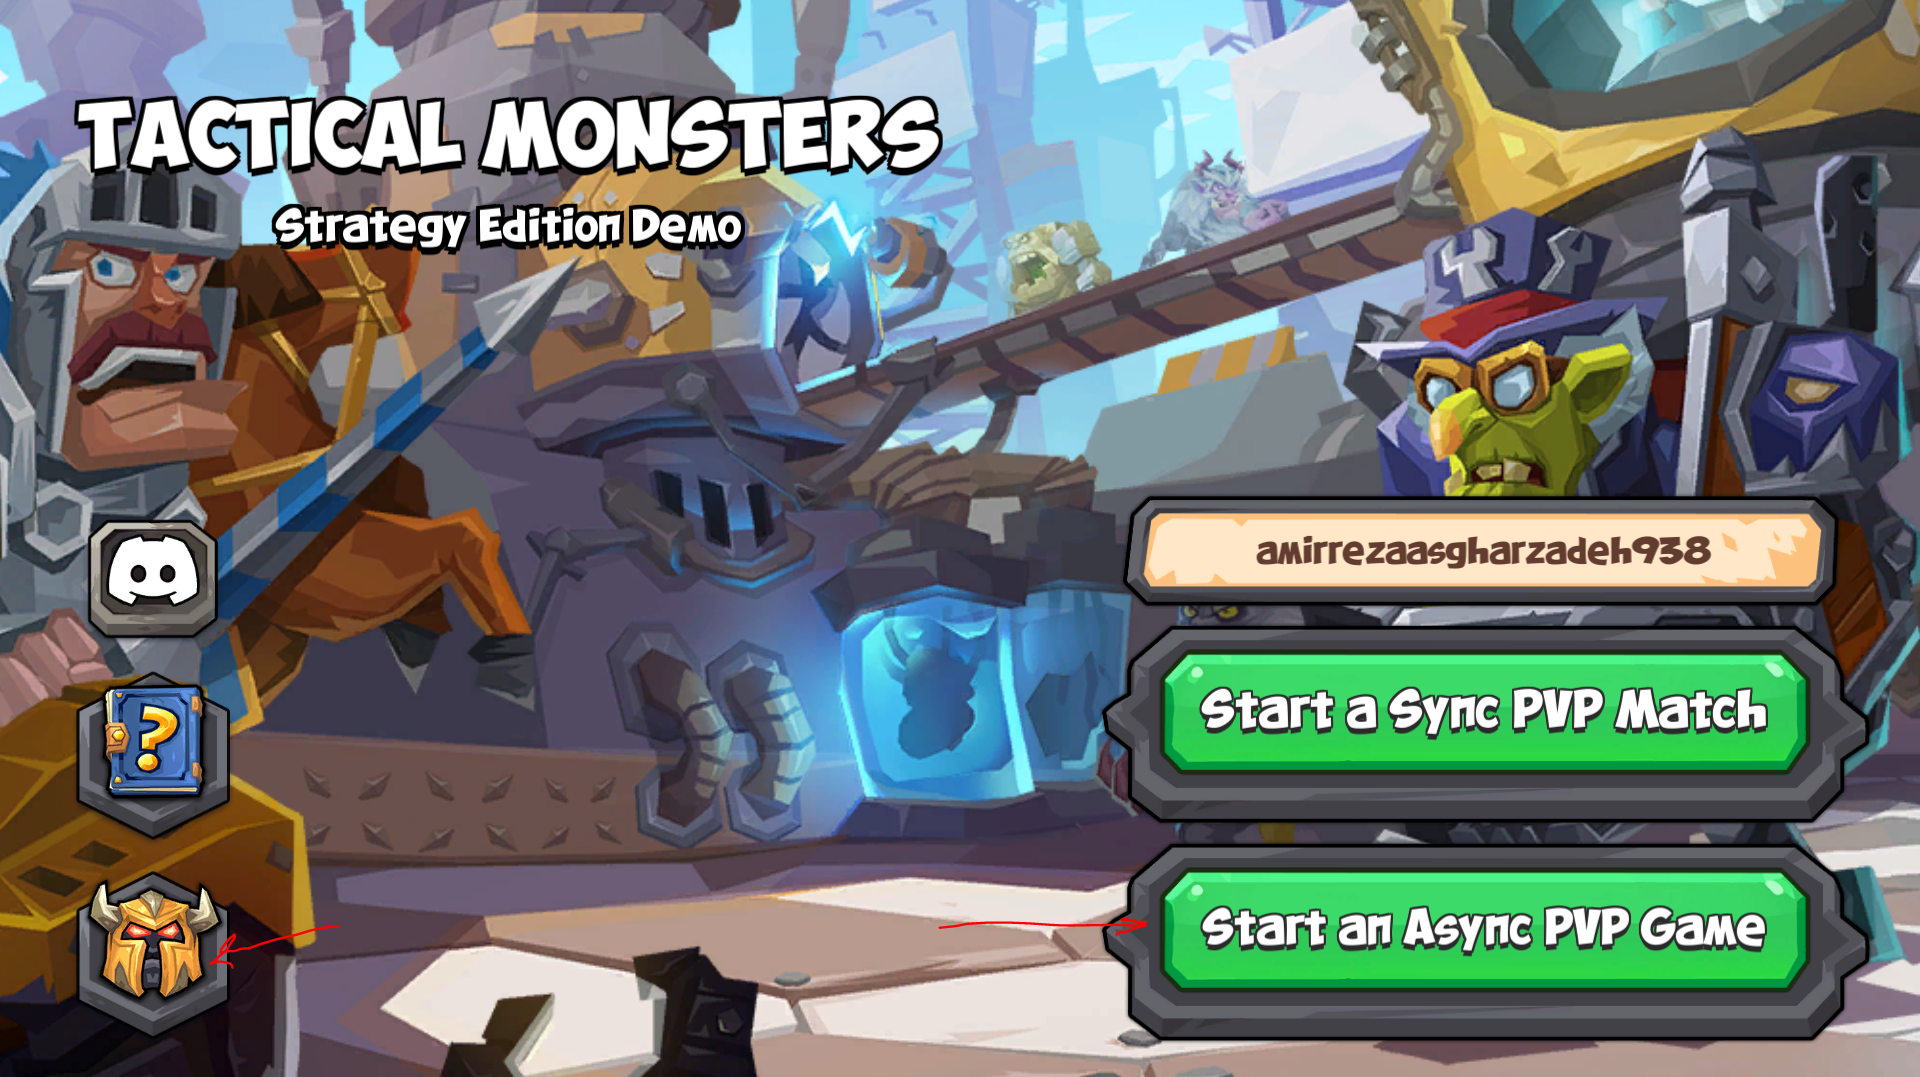 TACTICAL MONSTERS
Strategy Edition Demo
amirrezaasgharzadeh938
Start a Sync PVP Match
Start an Async PVP Game